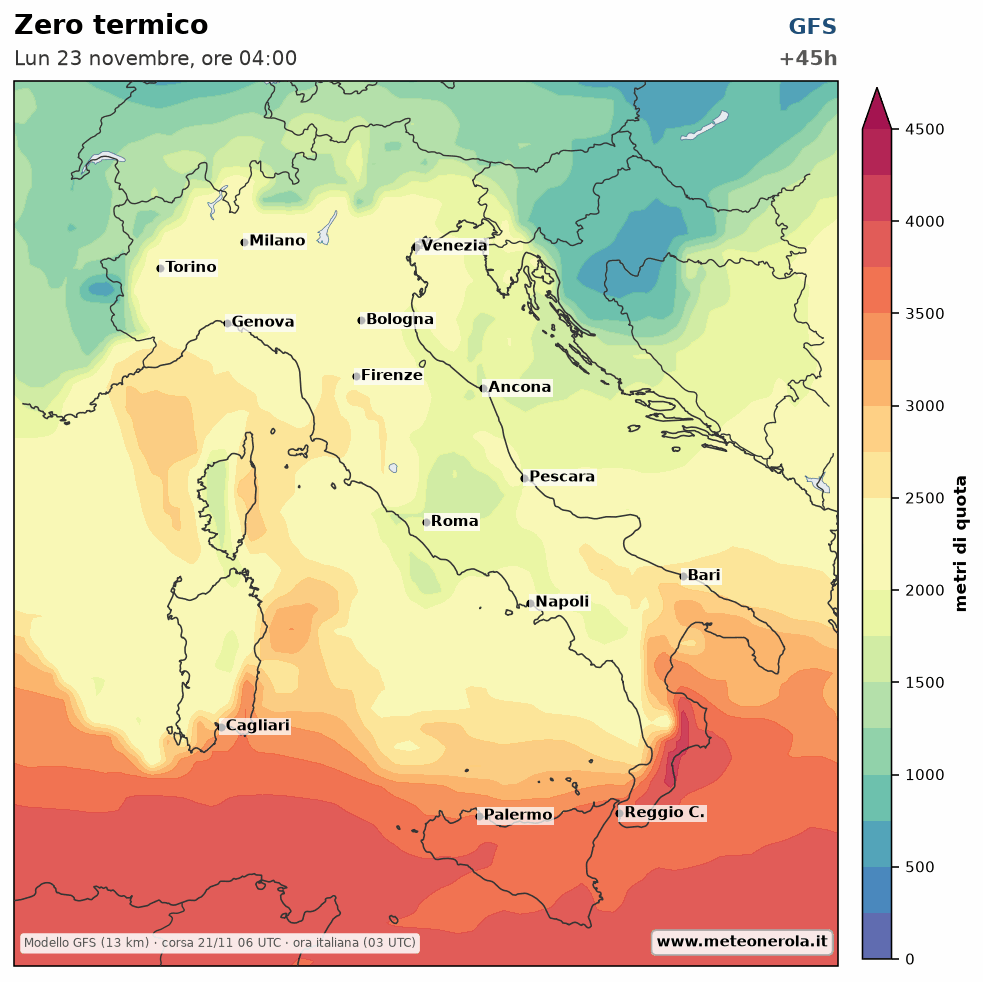 Zero termico
GFS
Lun 23 novembre, ore 04:00
+45h
Milano
Venezia
Torino
Genova
Bologna
Firenze
Ancona
Pescara
Roma
Bari
Napoli
Cagliari
Palermo
Reggio C.
4500
4000
3500
3000
2500
2000
1500
1000
500
0
metri di quota
Modello GFS (13 km) · corsa 21/11 06 UTC · ora italiana (03 UTC)
www.meteonerola.it